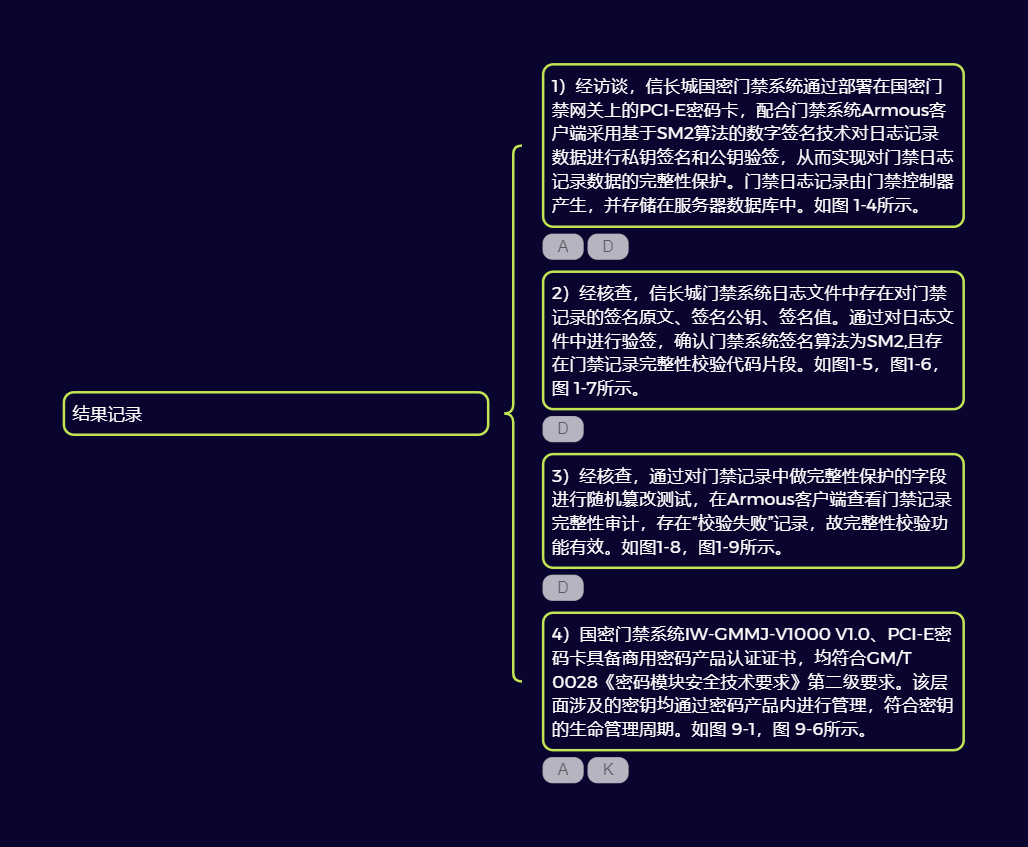 1）经访谈，信长城国密门禁系统通过部署在国密门
禁网关上的PCI-E密码卡，配合门禁系统Armous客
户端采用基于SM2算法的数字签名技术对日志记录
数据进行私钥签名和公钥验签，从而实现对门禁日志
记录数据的完整性保护。门禁日志记录由门禁控制器
产生，并存储在服务器数据库中。如图 1-4所示。
A D
2）经核查，信长城门禁系统日志文件中存在对门禁
记录的签名原文、签名公钥、签名值。通过对日志文
件中进行验签，确认门禁系统签名算法为SM2,且存
在门禁记录完整性校验代码片段。如图1-5，图1-6，
图 1-7所示。
结果记录
D
3）经核查，通过对门禁记录中做完整性保护的字段
进行随机篡改测试，在Armous客户端查看门禁记录
完整性审计，存在“校验失败”记录，故完整性校验功
能有效。如图1-8，图1-9所示。
D
4）国密门禁系统IW-GMMJ-V1000 V1.0、PCI-E密
码卡具备商用密码产品认证证书，均符合GM/T
0028《密码模块安全技术要求》第二级要求。该层
面涉及的密钥均通过密码产品内进行管理，符合密钥
的生命管理周期。如图 9-1，图 9-6所示。
A K